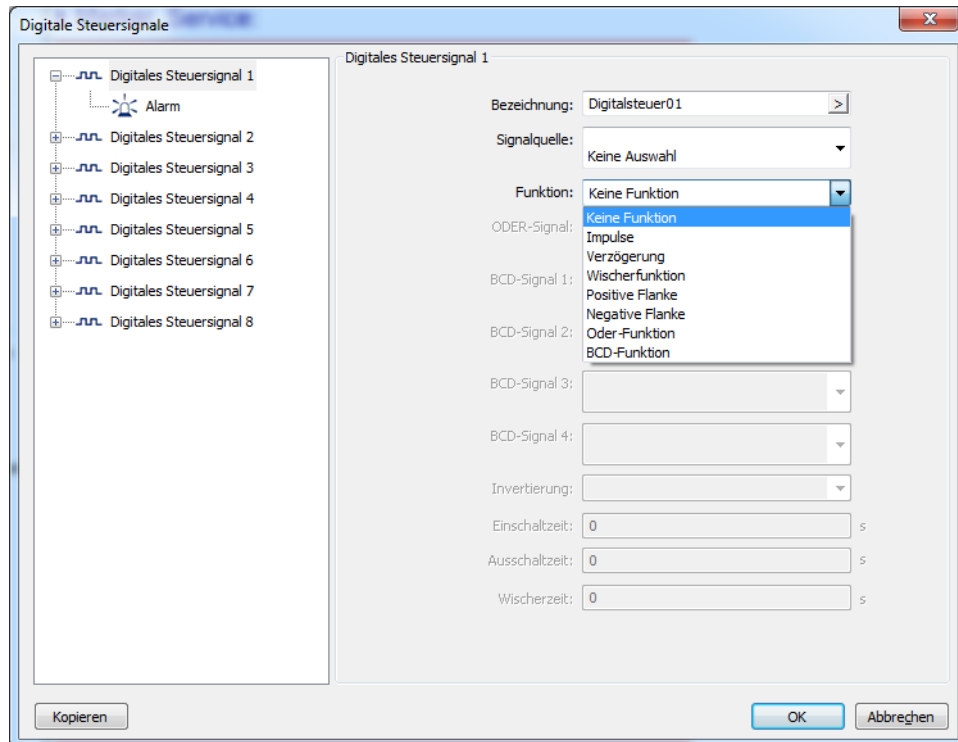 Digitale Steuersignale
Digitales Steuersignal 1
Alarm
Digitales Steuersignal 2
Digitales Steuersignal 3
Digitales Steuersignal 4
Digitales Steuersignal 5
Digitales Steuersignal 6
Digitales Steuersignal 7
Digitales Steuersignal 8
Digitales Steuersignal 1
Bezeichnung: Digitalsteuer01 >
Signalquelle: Keine Auswahl
Funktion: Keine Funktion
Keine Funktion
Impulse
Verzögerung
Wischerfunktion
Positive Flanke
Negative Flanke
Oder-Funktion
BCD-Funktion
ODER-Signal:
BCD-Signal 1:
BCD-Signal 2:
BCD-Signal 3:
BCD-Signal 4:
Invertierung:
Einschaltzeit: 0 s
Ausschaltzeit: 0 s
Wischerzeit: 0 s
Kopieren
OK
Abbrechen